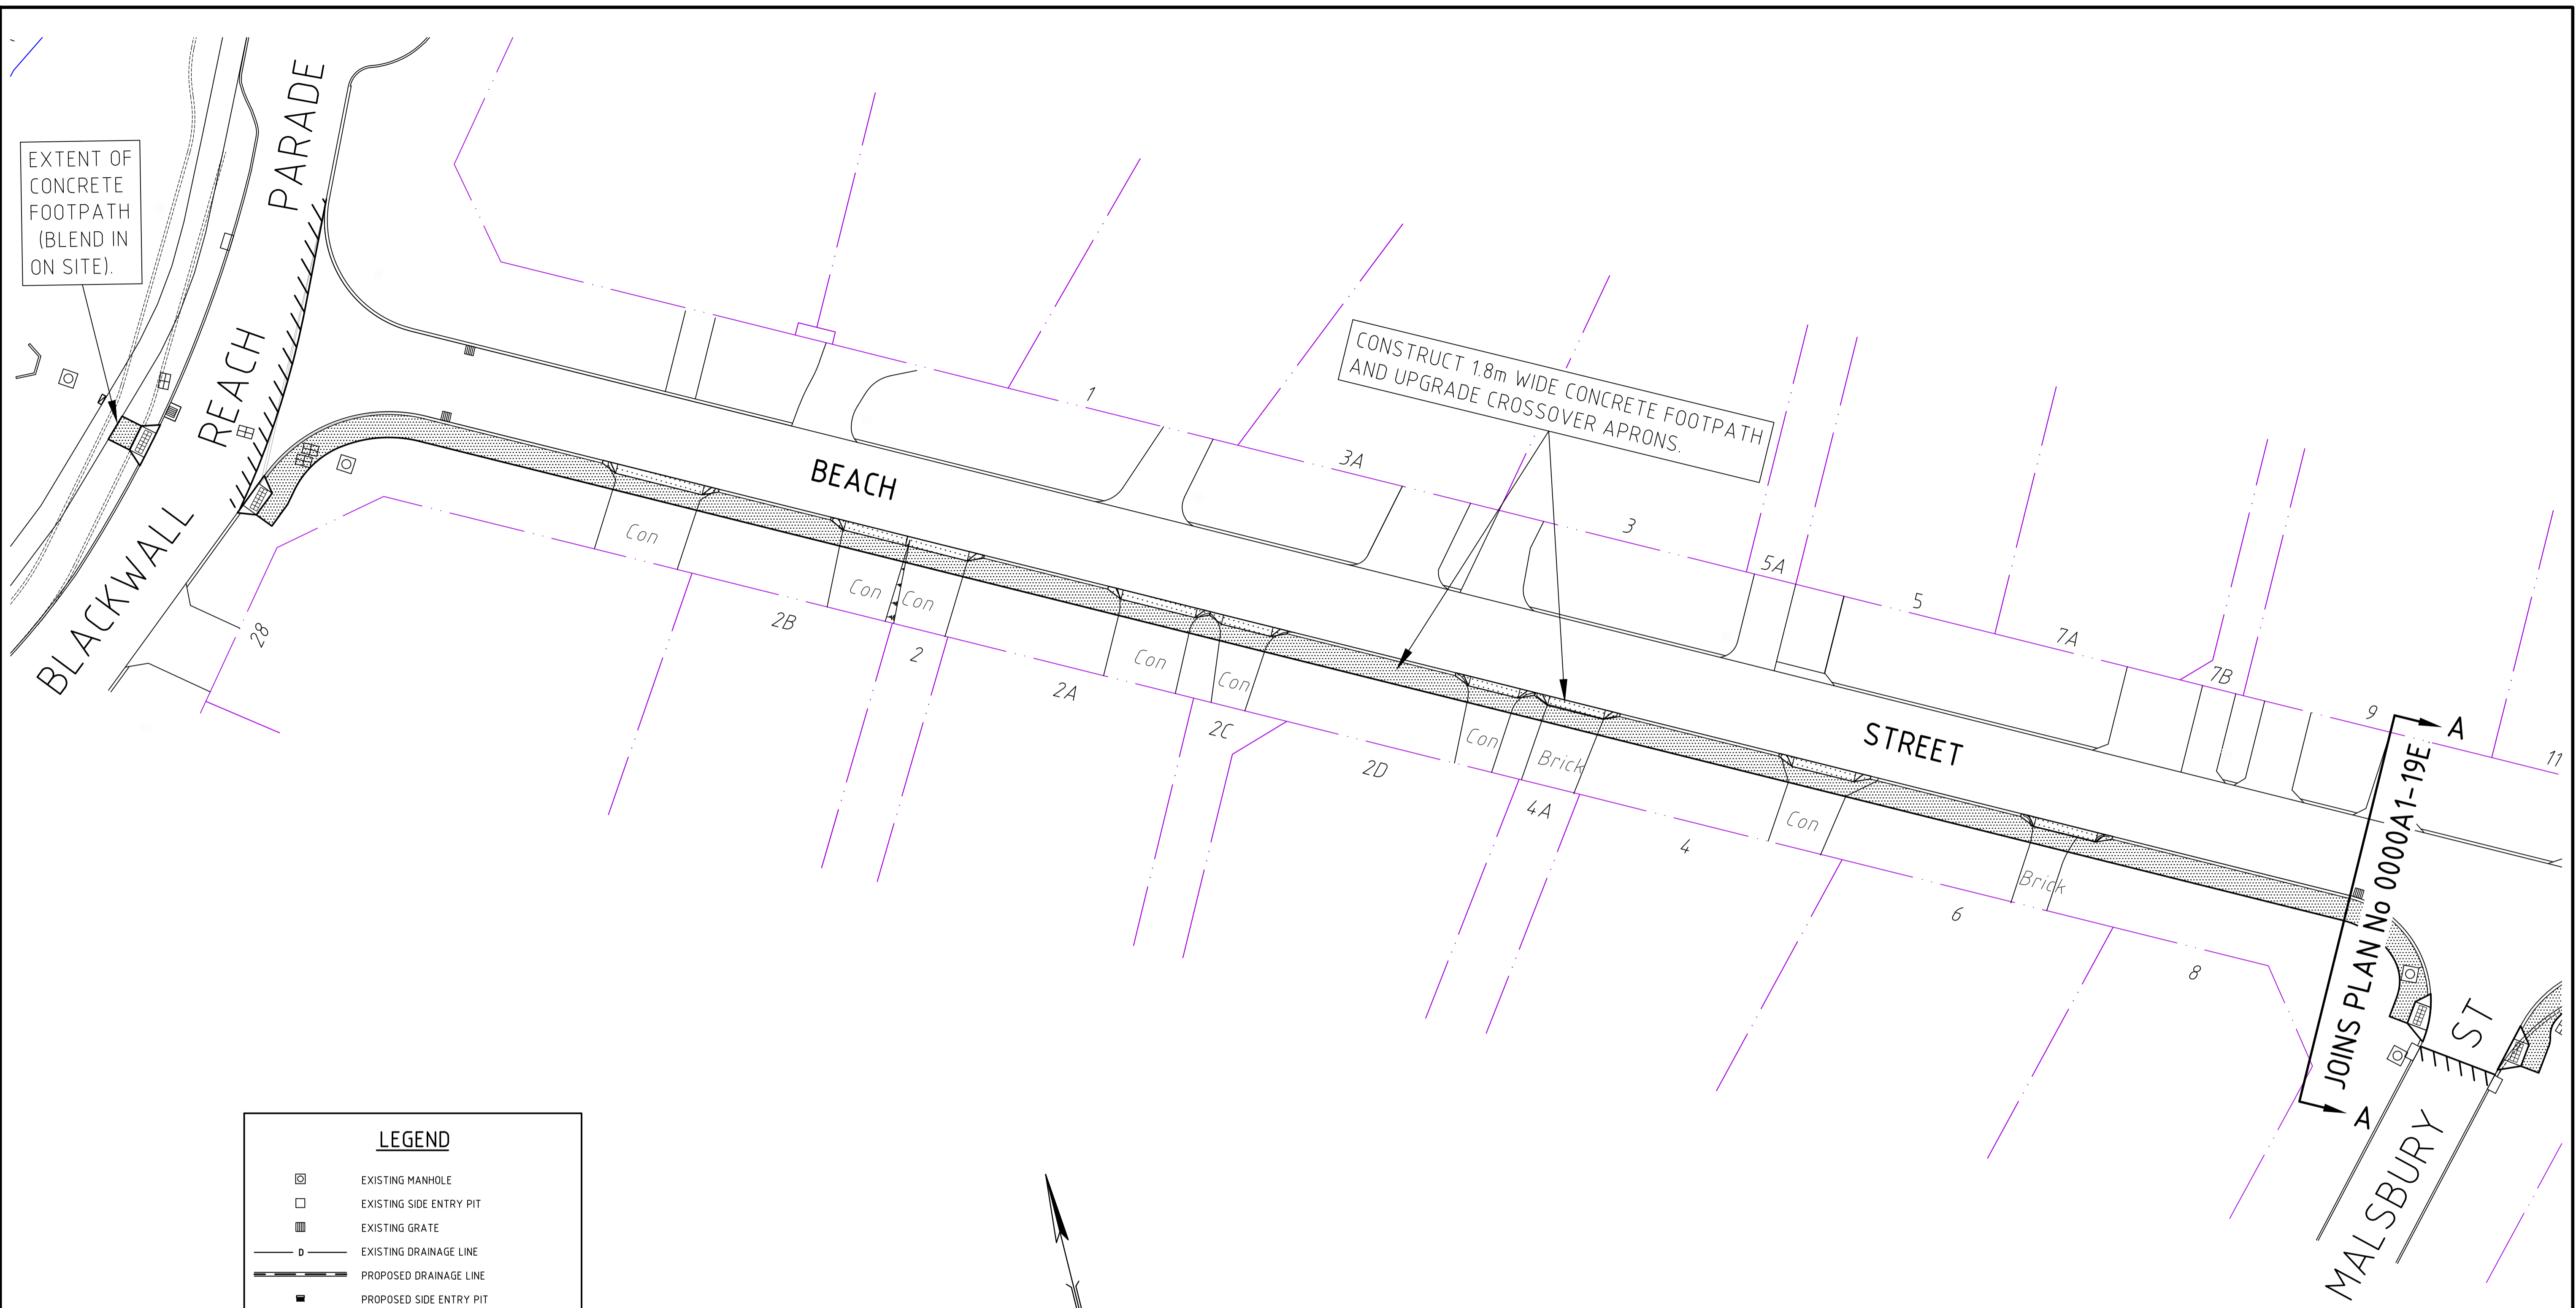 EXTENT OF
CONCRETE
FOOTPATH
(BLEND IN
ON SITE).
BLACKWALL REACH PARADE
CONSTRUCT 1.8m WIDE CONCRETE FOOTPATH
AND UPGRADE CROSSOVER APRONS.
BEACH STREET
1
3A
3
5A
5
7A
7B
9
11
Con
Con
Con
Con
Con
Con
Brick
Con
Brick
28
2B
2
2A
2C
2D
4A
4
6
8
A
JOINS PLAN No 0000A1-19E
A
MALSBURY ST
LEGEND
EXISTING MANHOLE
EXISTING SIDE ENTRY PIT
EXISTING GRATE
D EXISTING DRAINAGE LINE
PROPOSED DRAINAGE LINE
PROPOSED SIDE ENTRY PIT